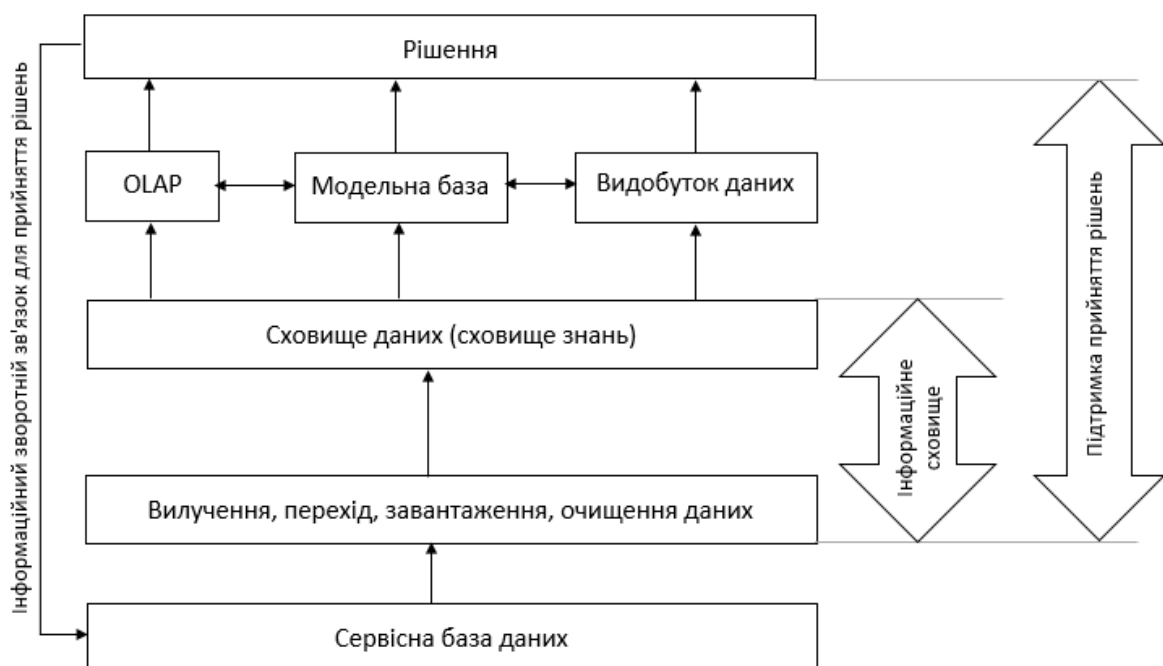 Рішення
OLAP
Модельна база
Видобуток даних
Сховище даних (сховище знань)
Вилучення, перехід, завантаження, очищення даних
Сервісна база даних
Інформаційний зворотній зв'язок для прийняття рішень
Інформаційне
сховище
Підтримка прийняття рішень